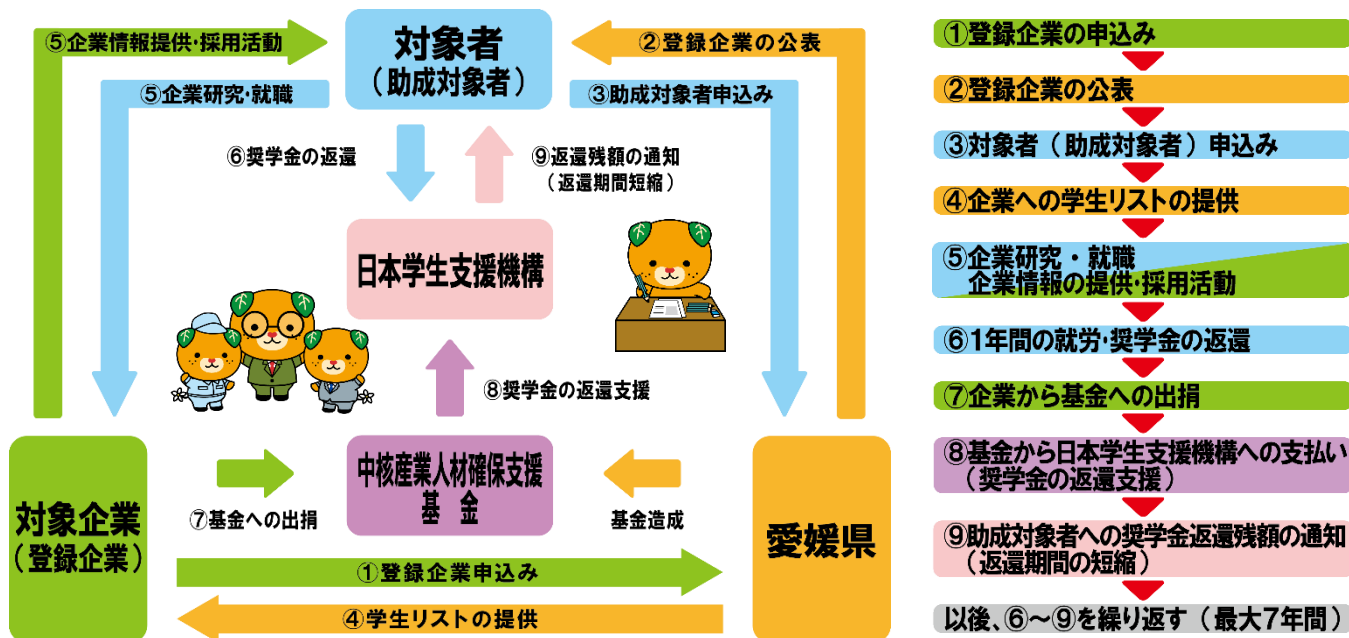 ⑤企業情報提供・採用活動
対象者
（助成対象者）
②登録企業の公表
⑤企業研究・就職
③助成対象者申込み
⑥奨学金の返還
⑨返還残額の通知
（返還期間短縮）
日本学生支援機構
⑧奨学金の返還支援
対象企業
（登録企業）
⑦基金への出捐
中核産業人材確保支援
基　金
基金造成
愛媛県
①登録企業申込み
④学生リストの提供
①登録企業の申込み
②登録企業の公表
③対象者（助成対象者）申込み
④企業への学生リストの提供
⑤企業研究・就職
企業情報の提供・採用活動
⑥1年間の就労・奨学金の返還
⑦企業から基金への出捐
⑧基金から日本学生支援機構への支払い
（奨学金の返還支援）
⑨助成対象者への奨学金返還残額の通知
（返還期間の短縮）
以後、⑥～⑨を繰り返す（最大7年間）